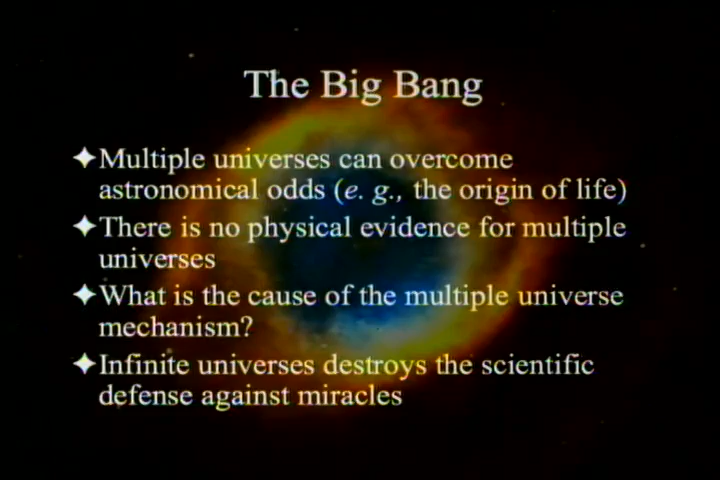 The Big Bang
✦Multiple universes can overcome
astronomical odds (e. g., the origin of life)
✦There is no physical evidence for multiple
universes
✦What is the cause of the multiple universe
mechanism?
✦Infinite universes destroys the scientific
defense against miracles